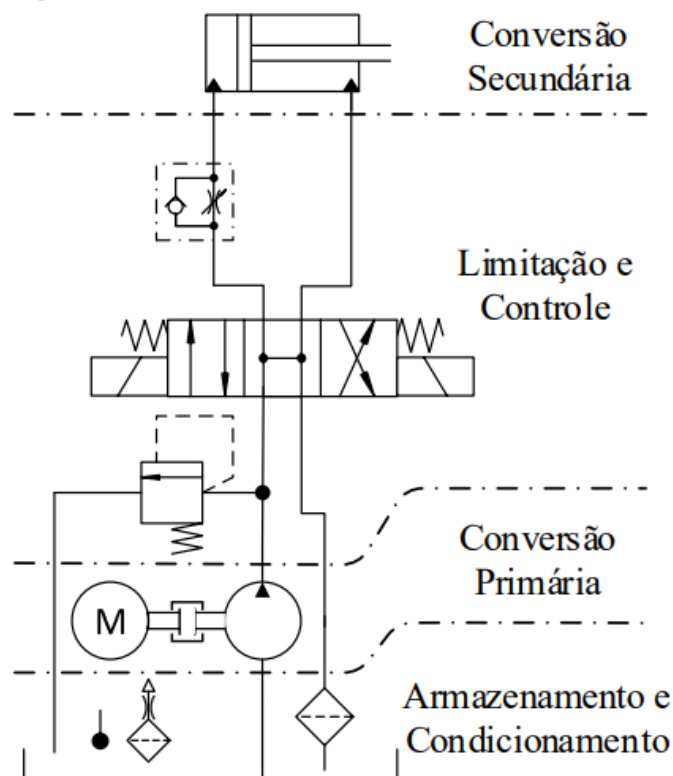 Conversão
Secundária
Limitação e
Controle
Conversão
Primária
M
Armazenamento e
Condicionamento